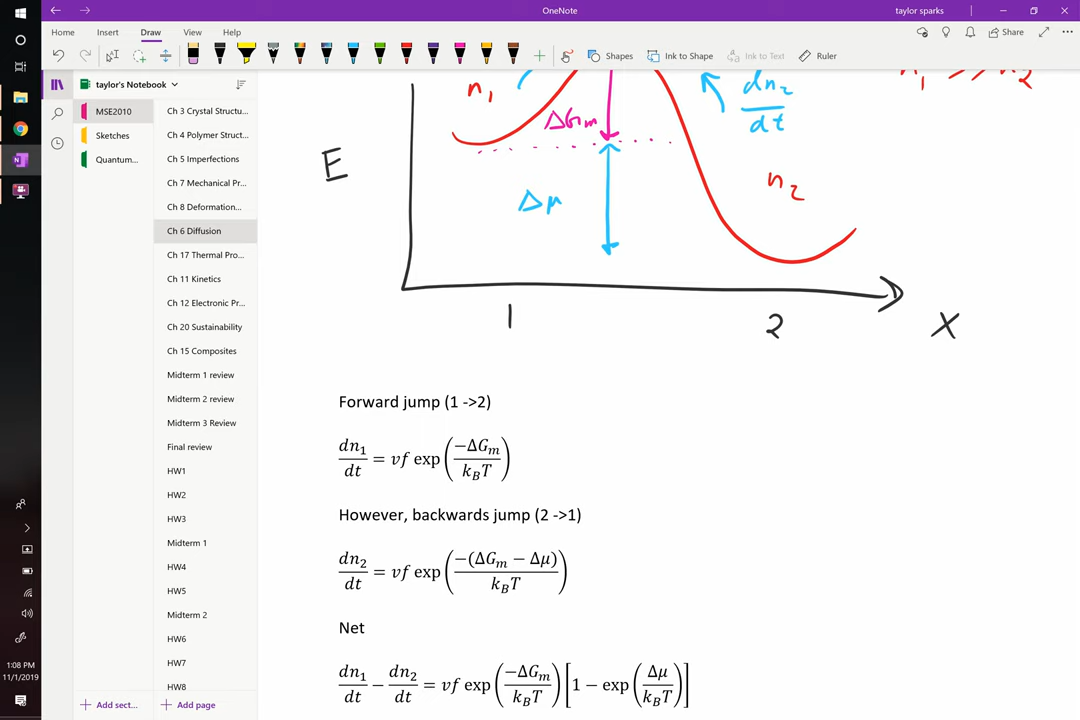 OneNote
taylor sparks
Home Insert Draw View Help
Share
Shapes
Ink to Shape
Ink to Text
Ruler
taylor's Notebook
MSE2010
Sketches
Quantum...
Ch 3 Crystal Structu...
Ch 4 Polymer Struct...
Ch 5 Imperfections
Ch 7 Mechanical Pr...
Ch 8 Deformation...
Ch 6 Diffusion
Ch 17 Thermal Pro...
Ch 11 Kinetics
Ch 12 Electronic Pr...
Ch 20 Sustainability
Ch 15 Composites
Midterm 1 review
Midterm 2 review
Midterm 3 Review
Final review
HW1
HW2
HW3
Midterm 1
HW4
HW5
Midterm 2
HW6
HW7
HW8
Add sect...
Add page
n₁ >> n₂
n₁
dn₂/dt
ΔGm
E
Δμ
n₂
1
2
X
Forward jump (1 ->2)
dn₁/dt = vf exp(−ΔGm/kBT)
However, backwards jump (2 ->1)
dn₂/dt = vf exp(−(ΔGm − Δμ)/kBT)
Net
dn₁/dt − dn₂/dt = vf exp(−ΔGm/kBT)[1 − exp(Δμ/kBT)]
1:08 PM
11/1/2019